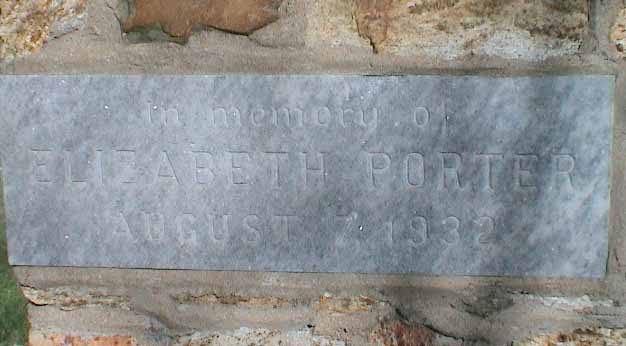 in memory of
ELIZABETH PORTER
AUGUST 7, 1932